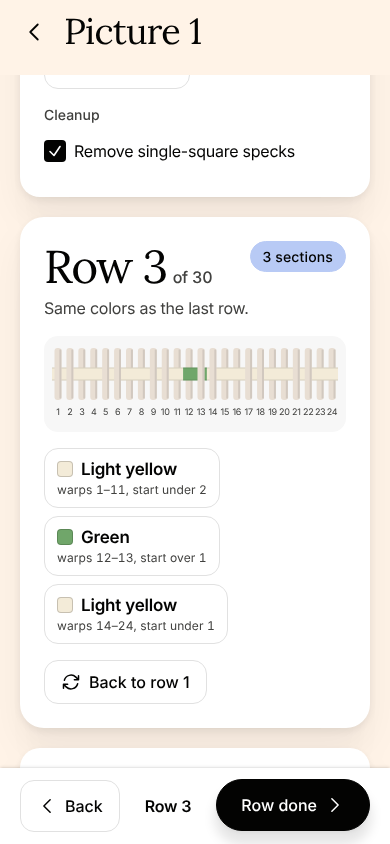 Picture 1
Cleanup
Remove single-square specks
Row 3 of 30
3 sections
Same colors as the last row.
1 2 3 4 5 6 7 8 9 10 11 12 13 14 15 16 17 18 19 20 21 22 23 24
Light yellow
warps 1–11, start under 2
Green
warps 12–13, start over 1
Light yellow
warps 14–24, start under 1
Back to row 1
Back
Row 3
Row done